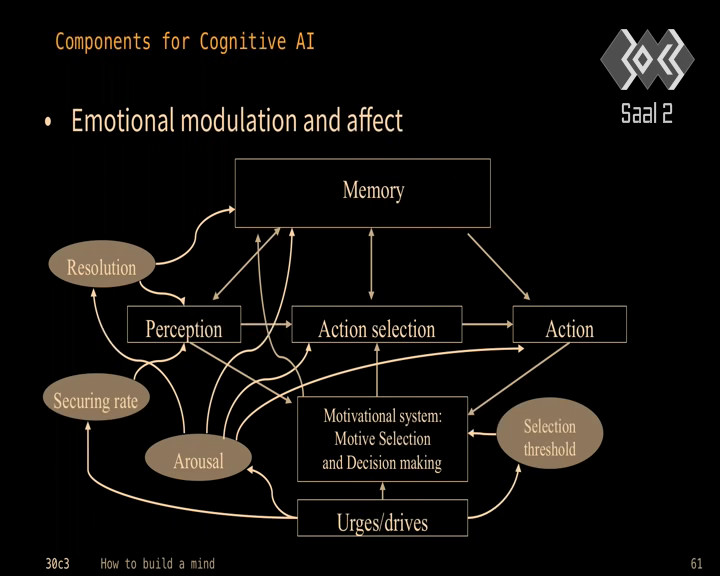 Components for Cognitive AI
Saal 2
• Emotional modulation and affect
Memory
Resolution
Perception
Action selection
Action
Securing rate
Motivational system:
Motive Selection
and Decision making
Selection
threshold
Arousal
Urges/drives
30c3 How to build a mind 61